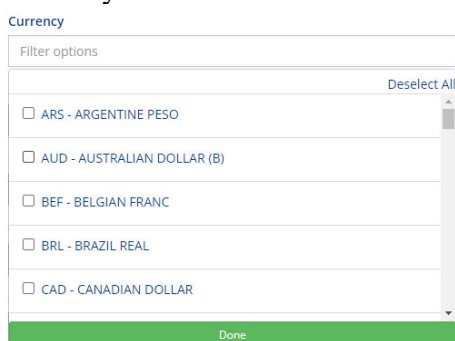 Currency
Filter options
Deselect All
ARS - ARGENTINE PESO
AUD - AUSTRALIAN DOLLAR (B)
BEF - BELGIAN FRANC
BRL - BRAZIL REAL
CAD - CANADIAN DOLLAR
Done